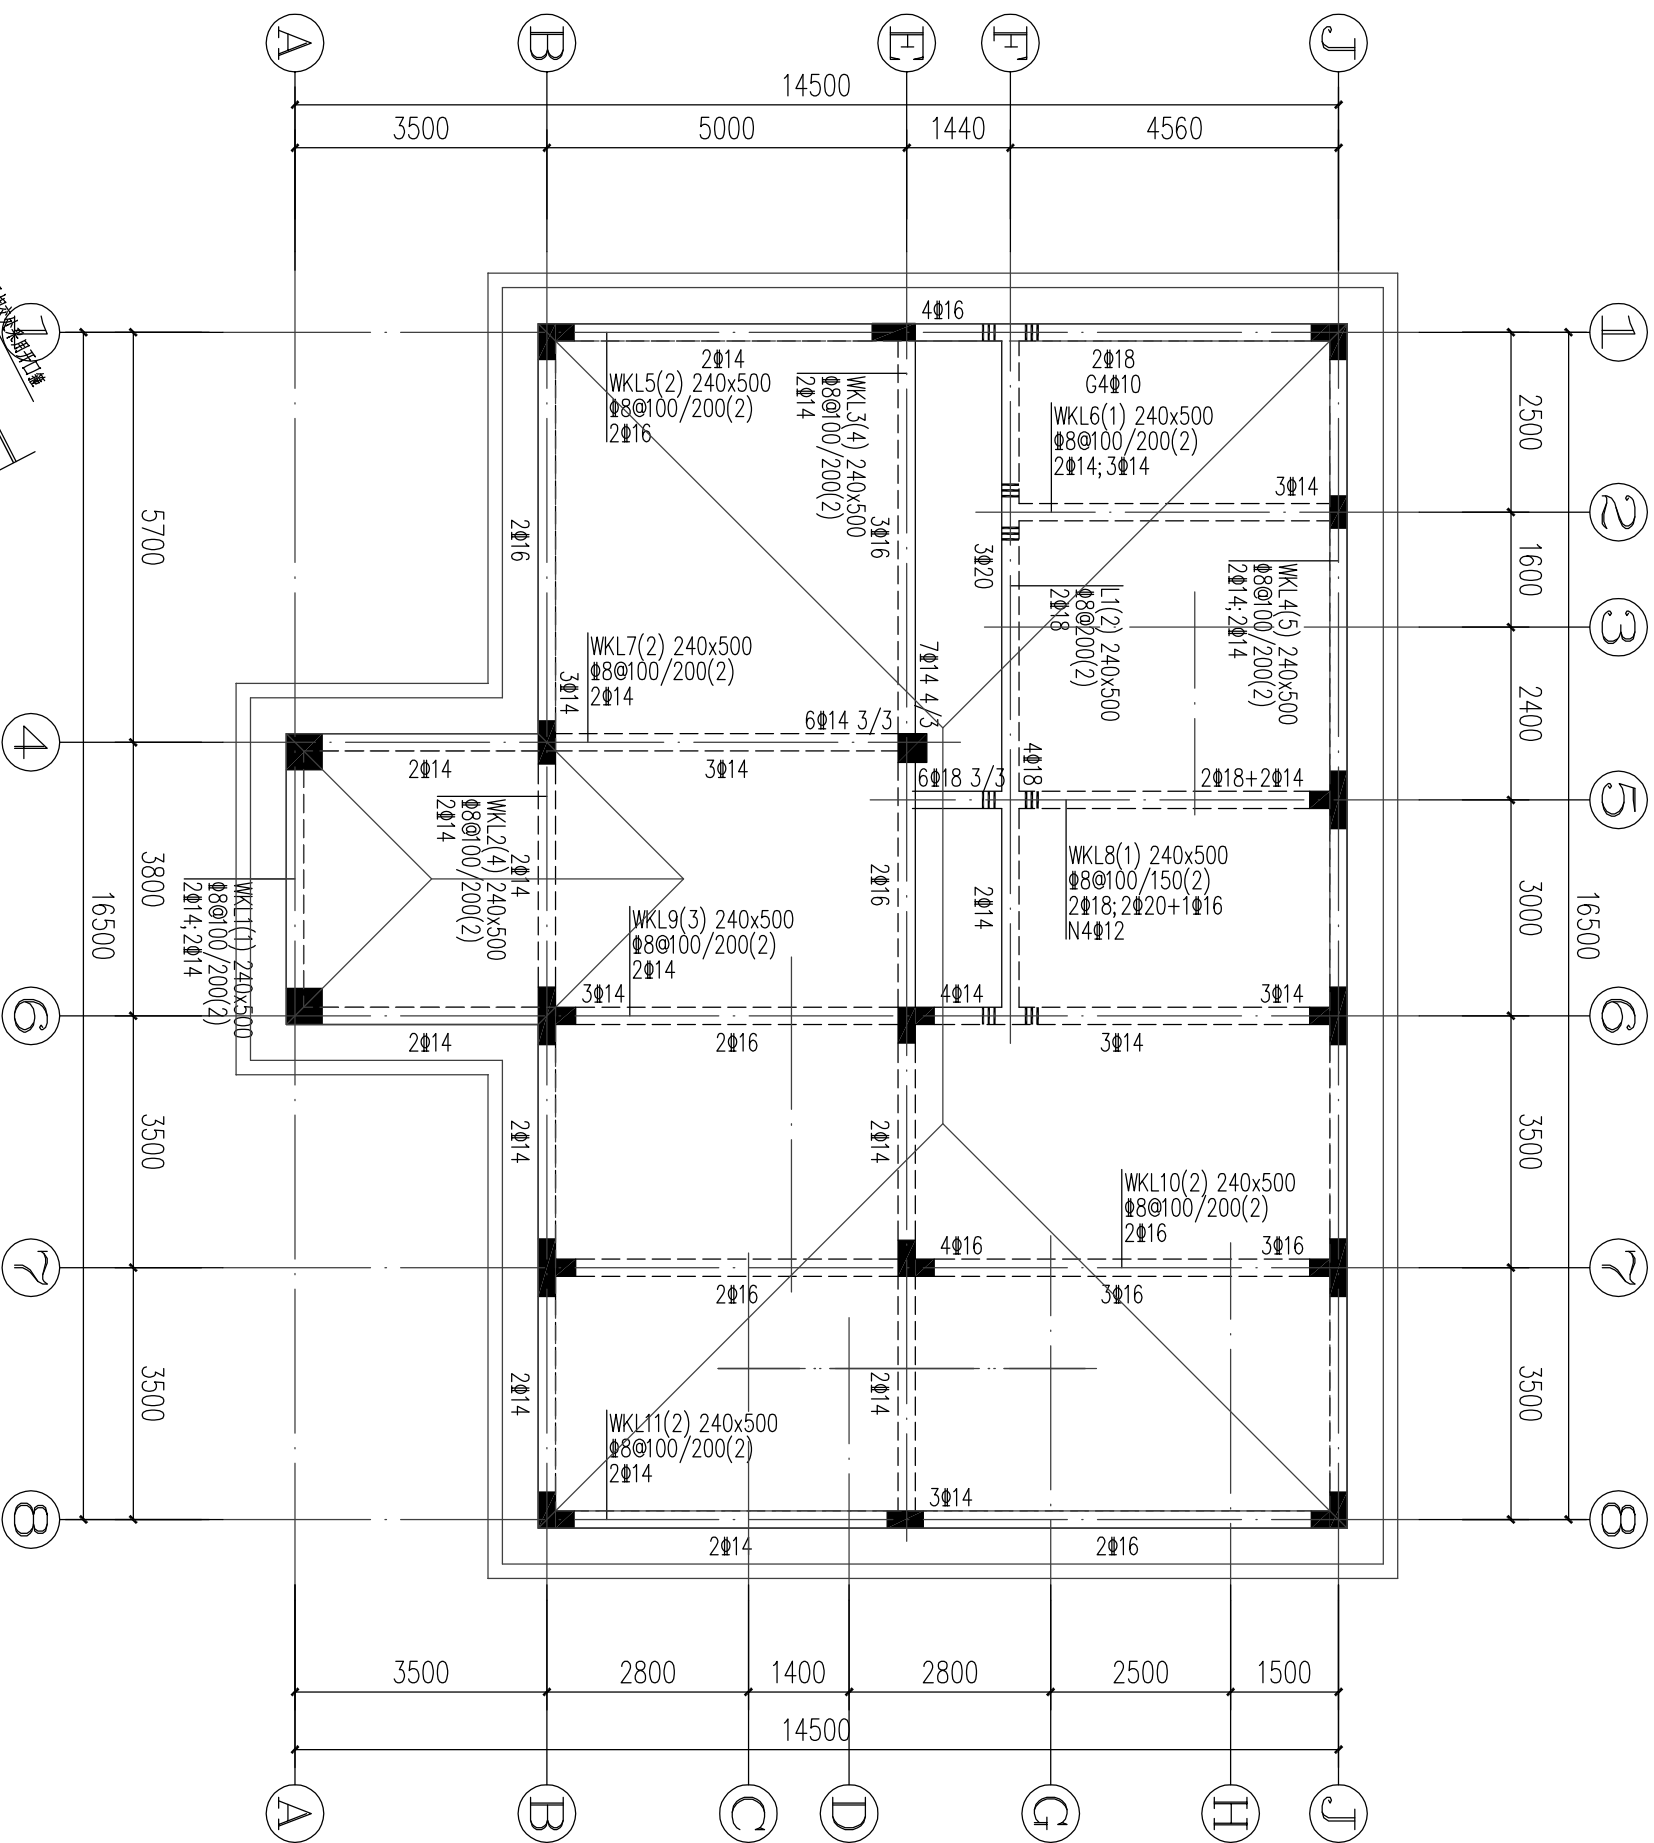 A
B
E
F
J
14500
3500
5000
1440
4560
1
1
4Φ16
2Φ14
2Φ18
G4Φ10
WKL5(2) 240x500
Φ8@100/200(2)
2Φ16
WKL3(4) 240x500
Φ8@100/200(2)
2Φ14
WKL6(1) 240x500
Φ8@100/200(2)
2Φ14;3Φ14
2500
3Φ14
2
5700
2Φ16
3Φ16
3Φ20
1600
WKL4(5) 240x500
Φ8@100/200(2)
2Φ14;2Φ14
L1(2) 240x500
Φ8@200(2)
2Φ18
3
WKL7(2) 240x500
Φ8@100/200(2)
2Φ14
3Φ14
7Φ14 4/3
2400
6Φ14 3/3
4
2Φ14
3Φ14
6Φ18 3/3
4Φ18
2Φ18+2Φ14
5
WKL2(4) 240x500
Φ8@100/200(2)
2Φ14
3800
2Φ14
2Φ16
2Φ14
WKL8(1) 240x500
Φ8@100/150(2)
2Φ18;2Φ20+1Φ16
N4Φ12
3000
16500
16500
WKL1(1) 240x500
Φ8@100/200(2)
2Φ14;2Φ14
WKL9(3) 240x500
Φ8@100/200(2)
2Φ14
3Φ14
4Φ14
3Φ14
6
6
2Φ14
2Φ16
3Φ14
3500
2Φ14
2Φ14
3500
WKL10(2) 240x500
Φ8@100/200(2)
2Φ16
4Φ16
3Φ16
7
7
2Φ16
3Φ16
3500
2Φ14
2Φ14
3500
WKL11(2) 240x500
Φ8@100/200(2)
2Φ14
3Φ14
8
8
2Φ14
2Φ16
3500
2800
1400
2800
2500
1500
14500
A
B
C
D
G
H
J